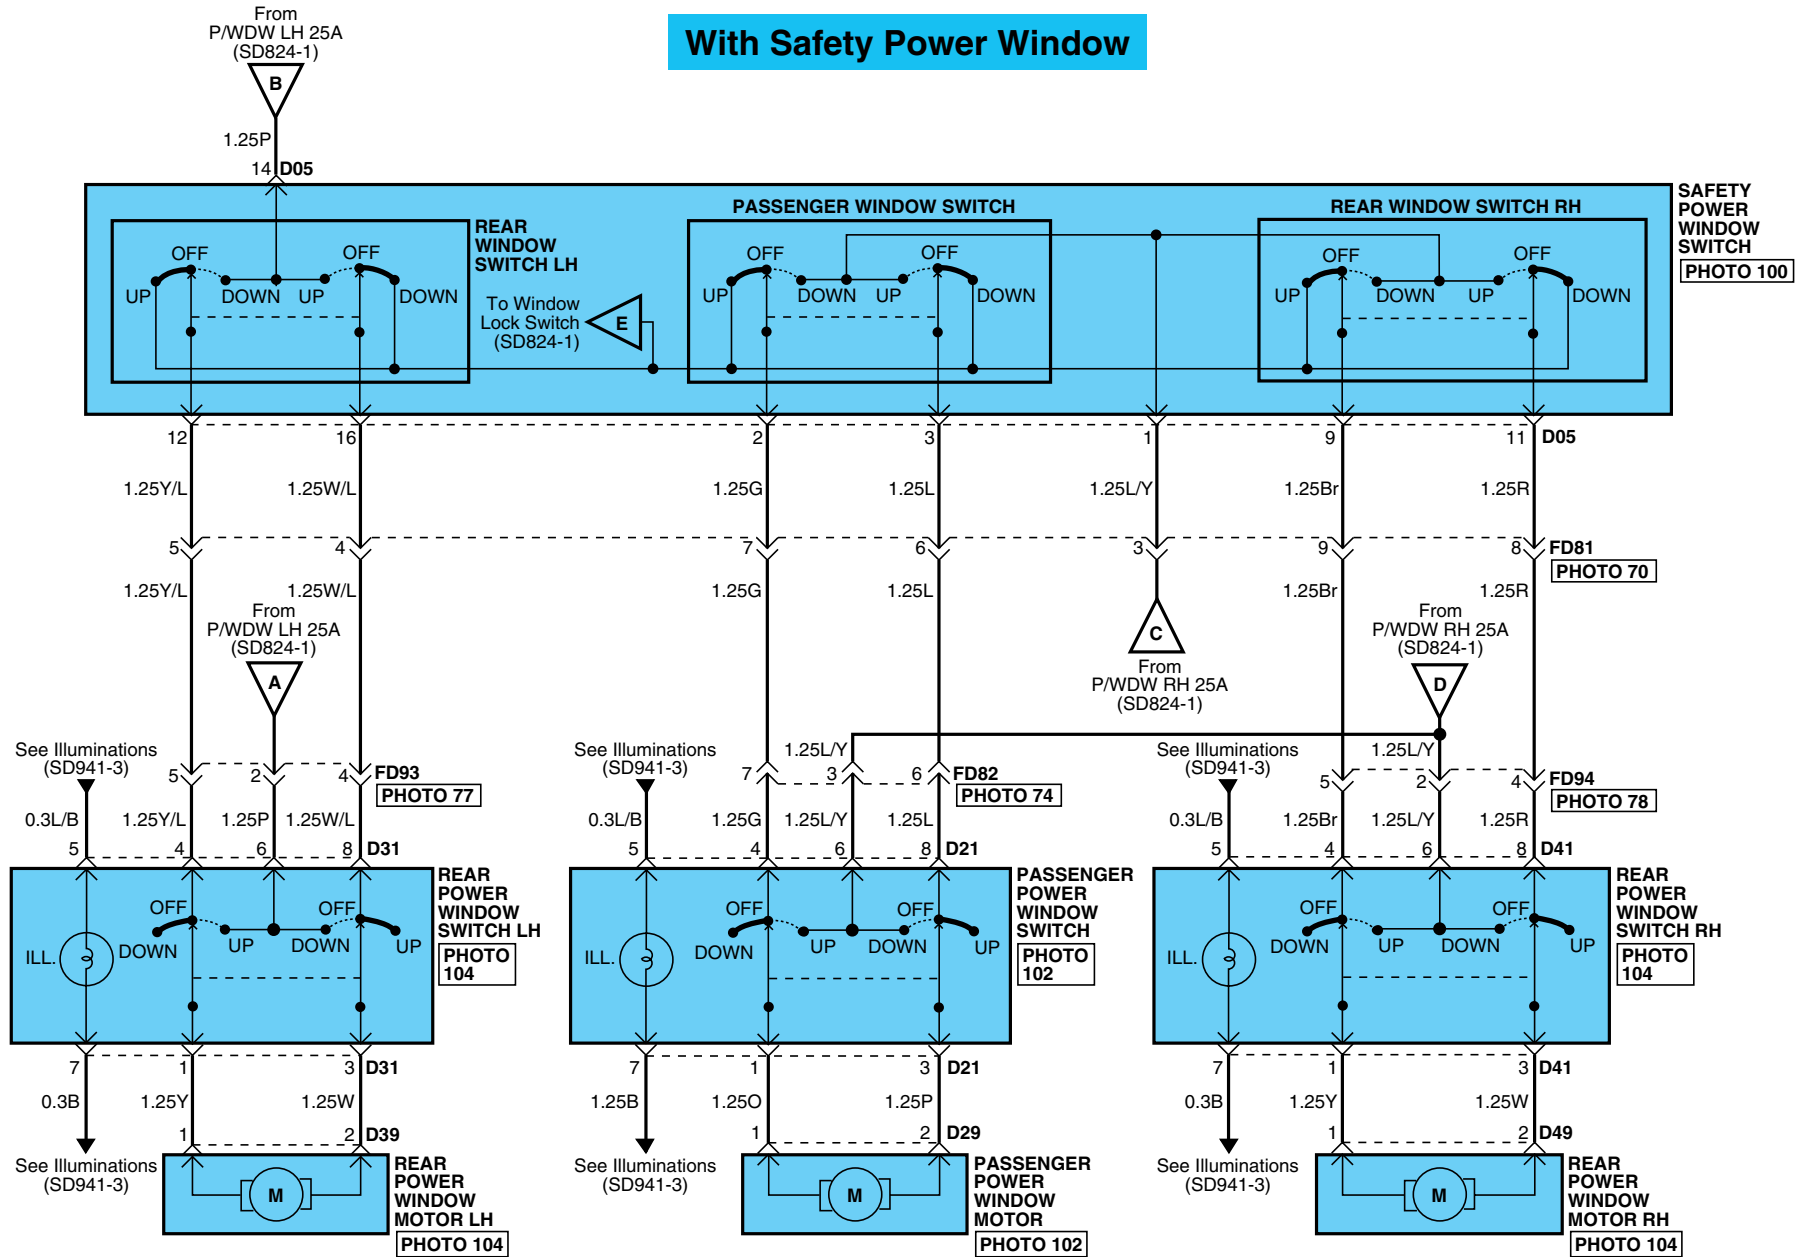 From
P/WDW LH 25A
(SD824-1)
B
With Safety Power Window
1.25P
14 D05
PASSENGER WINDOW SWITCH
REAR WINDOW SWITCH RH
SAFETY
POWER
WINDOW
SWITCH
PHOTO 100
REAR
WINDOW
SWITCH LH
OFF OFF
UP DOWN UP DOWN
OFF OFF
UP DOWN UP DOWN
OFF OFF
UP DOWN UP DOWN
To Window
Lock Switch
(SD824-1)
E
12 16 2 3 1 9 11 D05
1.25Y/L 1.25W/L 1.25G 1.25L 1.25L/Y 1.25Br 1.25R
5 4 7 6 3 9 8 FD81
PHOTO 70
1.25Y/L 1.25W/L 1.25G 1.25L 1.25Br 1.25R
From
P/WDW LH 25A
(SD824-1)
A
C
From
P/WDW RH 25A
(SD824-1)
From
P/WDW RH 25A
(SD824-1)
D
See Illuminations
(SD941-3)
5 2 4 FD93
PHOTO 77
See Illuminations
(SD941-3)
1.25L/Y
7 3 6 FD82
PHOTO 74
See Illuminations
(SD941-3)
1.25L/Y
5 2 4 FD94
PHOTO 78
0.3L/B 1.25Y/L 1.25P 1.25W/L
0.3L/B 1.25G 1.25L/Y 1.25L
0.3L/B 1.25Br 1.25L/Y 1.25R
5 4 6 8 D31
5 4 6 8 D21
5 4 6 8 D41
REAR
POWER
WINDOW
SWITCH LH
PHOTO
104
OFF OFF
DOWN UP DOWN UP
ILL.
PASSENGER
POWER
WINDOW
SWITCH
PHOTO
102
OFF OFF
DOWN UP DOWN UP
ILL.
REAR
POWER
WINDOW
SWITCH RH
PHOTO
104
OFF OFF
DOWN UP DOWN UP
ILL.
7 1 3 D31
7 1 3 D21
7 1 3 D41
0.3B 1.25Y 1.25W
1.25B 1.25O 1.25P
0.3B 1.25Y 1.25W
1 2 D39
1 2 D29
1 2 D49
See Illuminations
(SD941-3)
M
REAR
POWER
WINDOW
MOTOR LH
PHOTO 104
See Illuminations
(SD941-3)
M
PASSENGER
POWER
WINDOW
MOTOR
PHOTO 102
See Illuminations
(SD941-3)
M
REAR
POWER
WINDOW
MOTOR RH
PHOTO 104